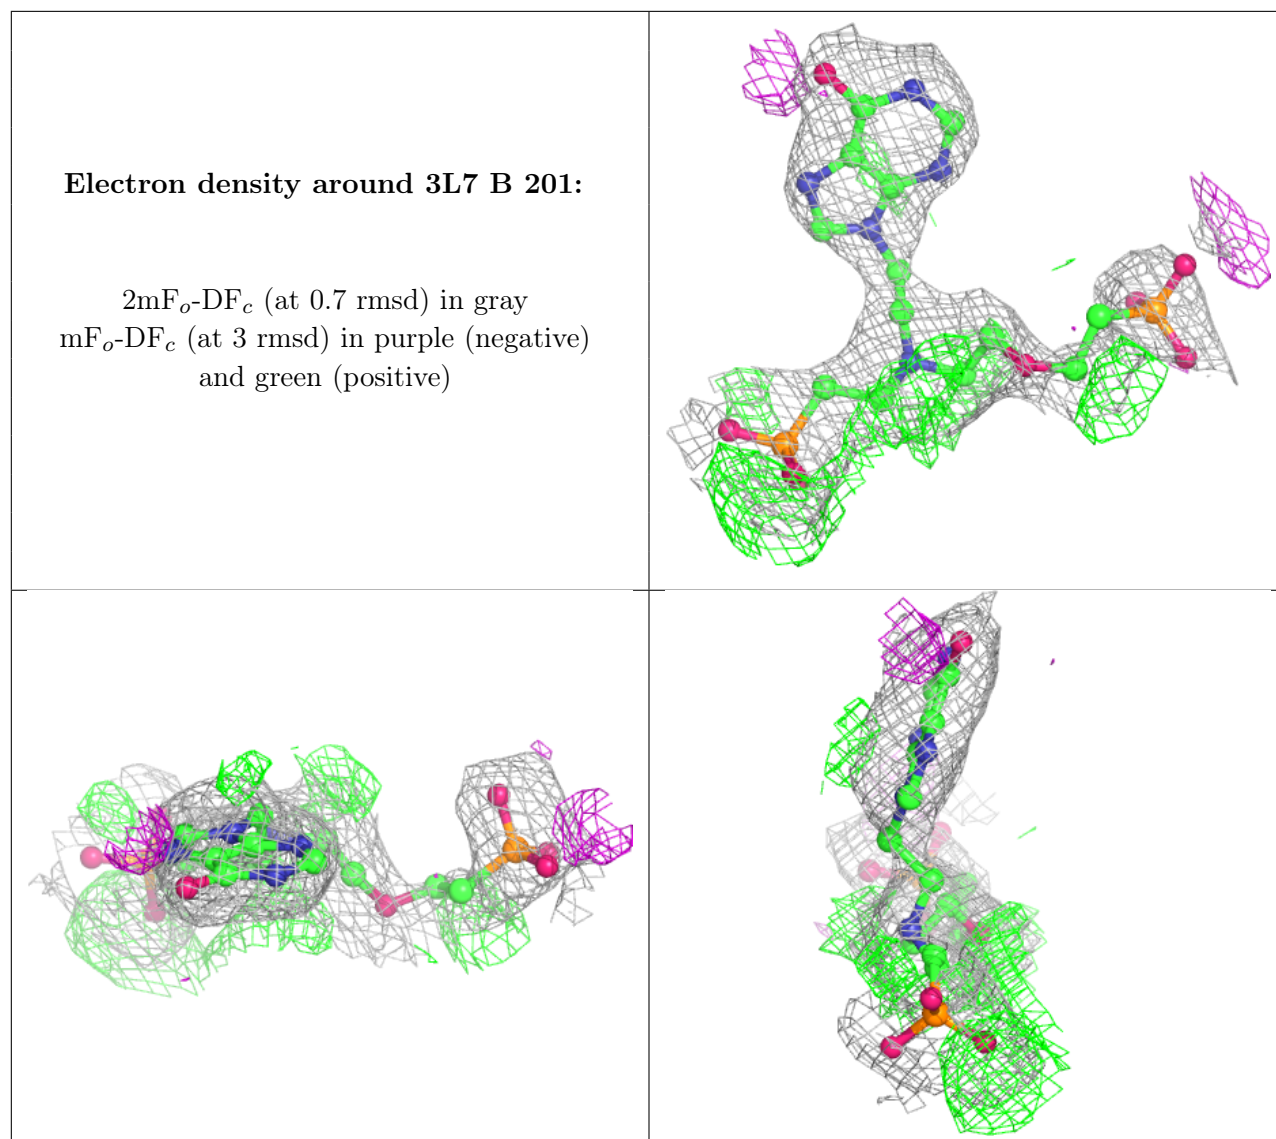 Electron density around 3L7 B 201:
2mFo-DFc (at 0.7 rmsd) in gray
mFo-DFc (at 3 rmsd) in purple (negative)
and green (positive)